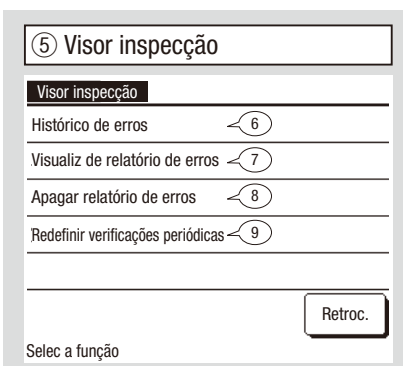 ⑤ Visor inspecção
Visor inspecção
Histórico de erros 6
Visualiz de relatório de erros 7
Apagar relatório de erros 8
Redefinir verificações periódicas 9
Retroc.
Selec a função